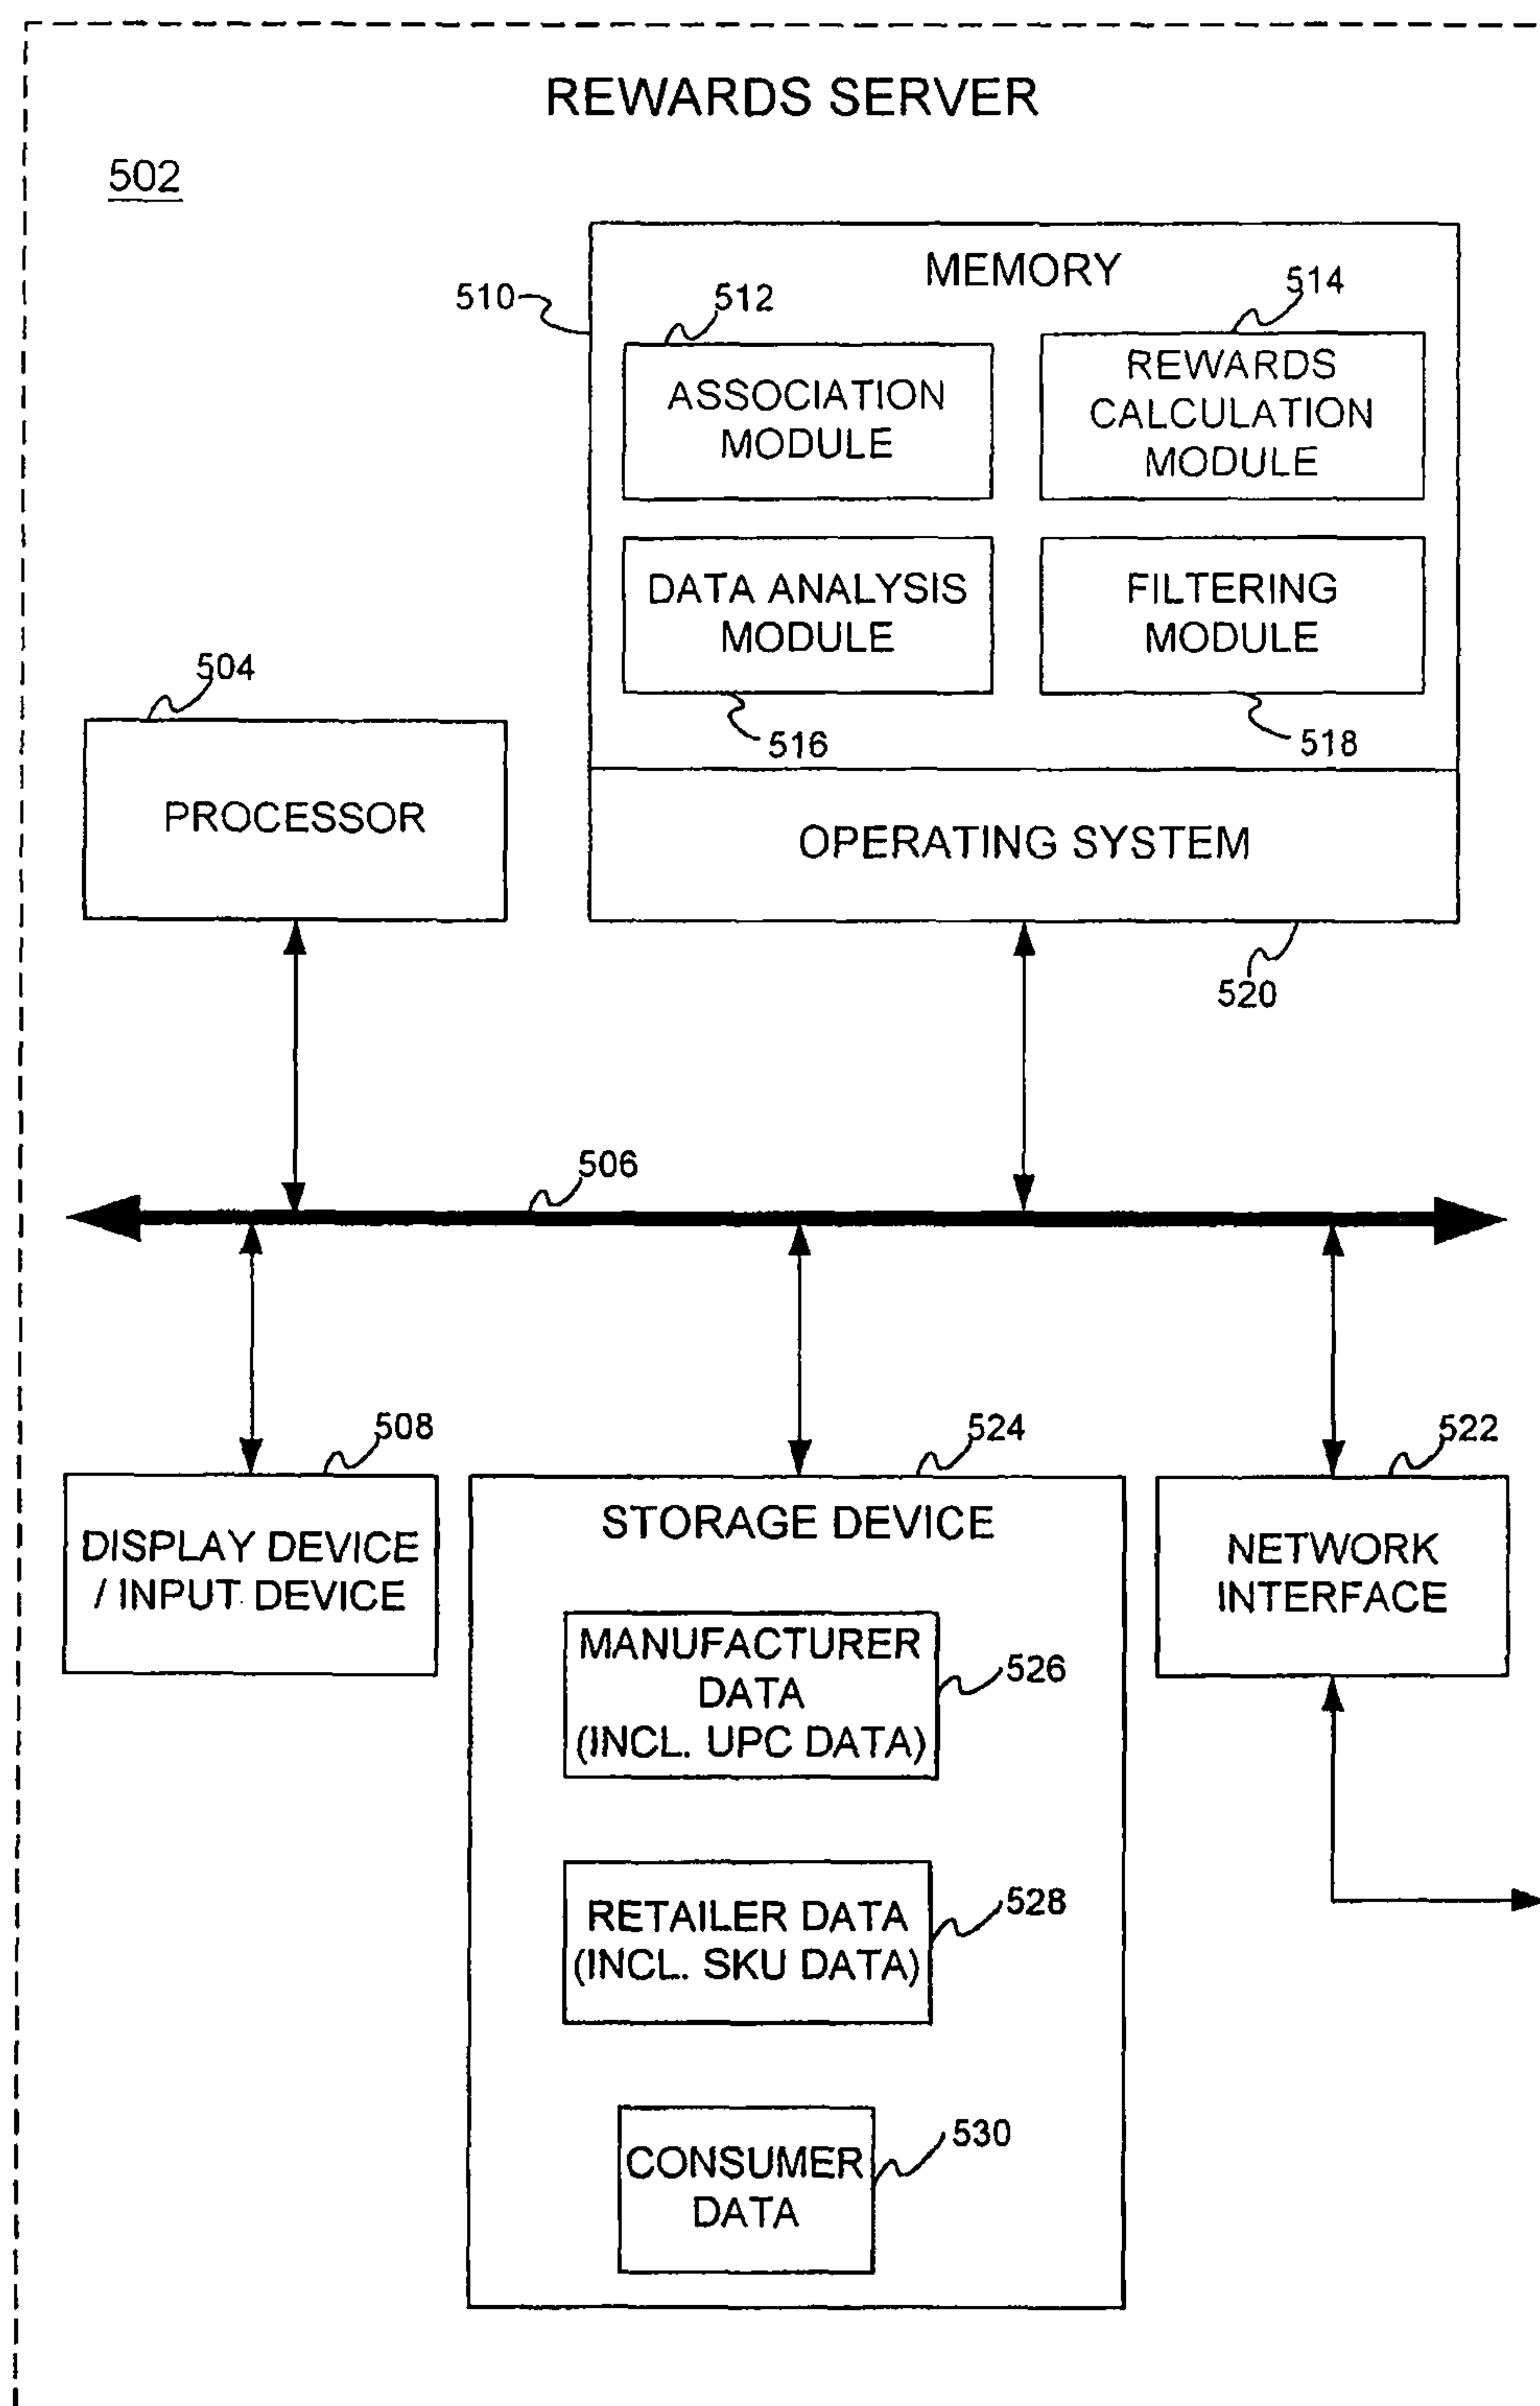 REWARDS SERVER
502
MEMORY
510
512
514
ASSOCIATION
MODULE
REWARDS
CALCULATION
MODULE
DATA ANALYSIS
MODULE
FILTERING
MODULE
516
518
504
PROCESSOR
OPERATING SYSTEM
520
506
508
524
522
DISPLAY DEVICE
/ INPUT DEVICE
STORAGE DEVICE
NETWORK
INTERFACE
MANUFACTURER
DATA
(INCL. UPC DATA)
526
RETAILER DATA
(INCL. SKU DATA)
528
CONSUMER
DATA
530